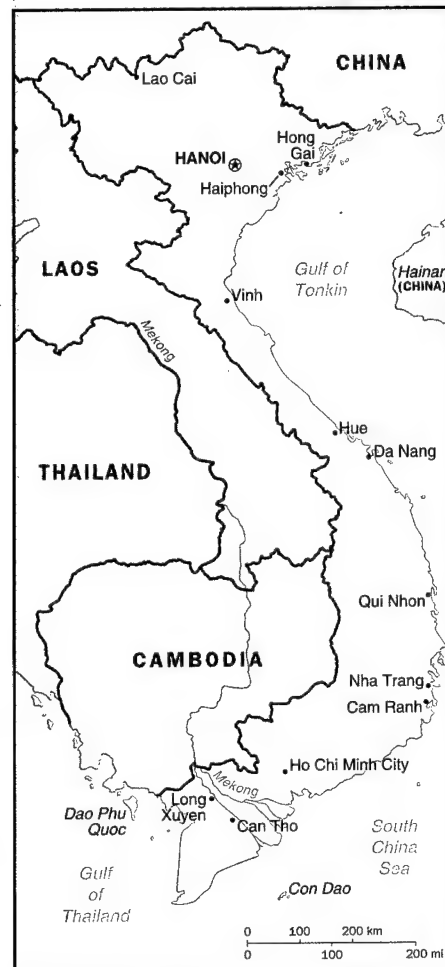 CHINA
Lao Cai
Hong
Gai
HANOI
Haiphong
LAOS
Gulf of
Tonkin
Hainan
(CHINA)
Vinh
Mekong
Hue
Da Nang
THAILAND
Qui Nhon
CAMBODIA
Nha Trang
Cam Ranh
Ho Chi Minh City
Mekong
Long
Xuyen
Dao Phu
Quoc
Can Tho
South
China
Sea
Gulf
of
Thailand
Con Dao
0 100 200 km
0 100 200 mi